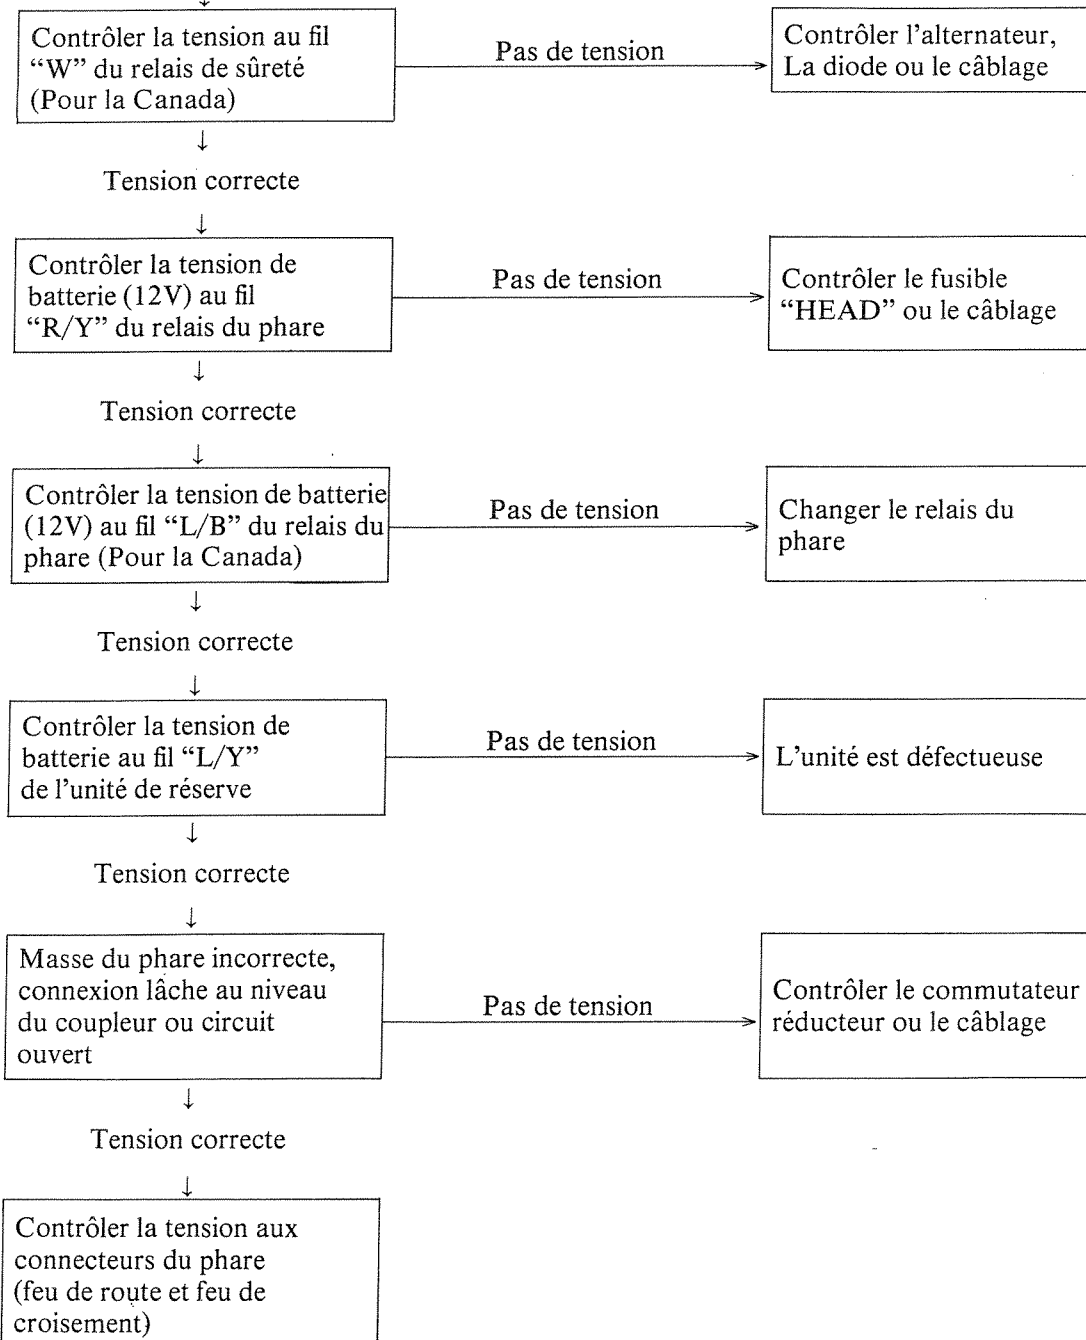 Contrôler la tension au fil
“W” du relais de sûreté
(Pour la Canada)
Pas de tension
Contrôler l’alternateur,
La diode ou le câblage
↓
Tension correcte
↓
Contrôler la tension de
batterie (12V) au fil
“R/Y” du relais du phare
Pas de tension
Contrôler le fusible
“HEAD” ou le câblage
↓
Tension correcte
↓
Contrôler la tension de batterie
(12V) au fil “L/B” du relais du
phare (Pour la Canada)
Pas de tension
Changer le relais du
phare
↓
Tension correcte
↓
Contrôler la tension de
batterie au fil “L/Y”
de l’unité de réserve
Pas de tension
L’unité est défectueuse
↓
Tension correcte
↓
Masse du phare incorrecte,
connexion lâche au niveau
du coupleur ou circuit
ouvert
Pas de tension
Contrôler le commutateur
réducteur ou le câblage
↓
Tension correcte
↓
Contrôler la tension aux
connecteurs du phare
(feu de route et feu de
croisement)